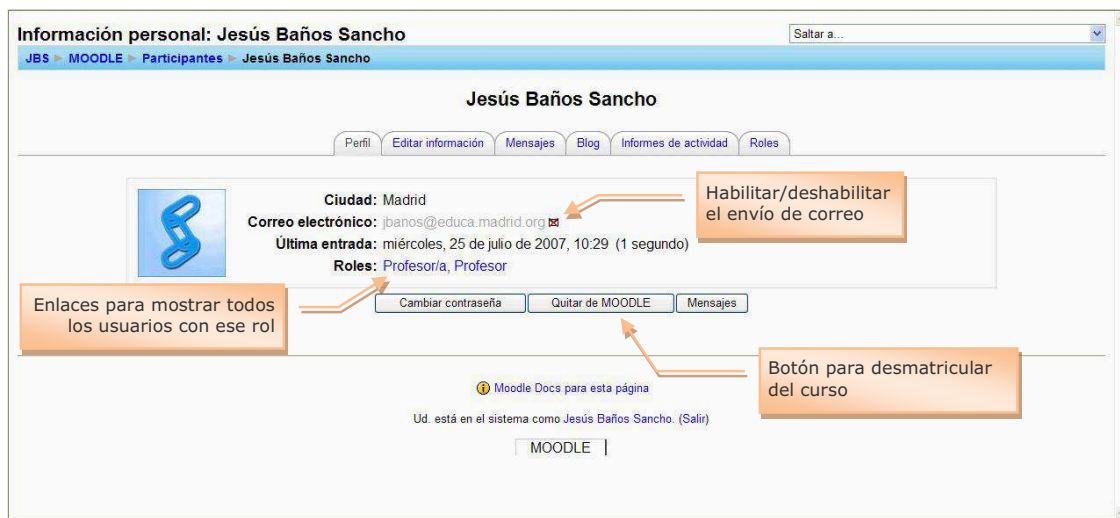 Información personal: Jesús Baños Sancho
Saltar a...
JBS ► MOODLE ► Participantes ► Jesús Baños Sancho
Jesús Baños Sancho
Perfil Editar información Mensajes Blog Informes de actividad Roles
Ciudad: Madrid
Correo electrónico: jbanos@educa.madrid.org
Última entrada: miércoles, 25 de julio de 2007, 10:29 (1 segundo)
Roles: Profesor/a, Profesor
Habilitar/deshabilitar
el envío de correo
Enlaces para mostrar todos
los usuarios con ese rol
Cambiar contraseña Quitar de MOODLE Mensajes
Botón para desmatricular
del curso
Moodle Docs para esta página
Ud. está en el sistema como Jesús Baños Sancho. (Salir)
MOODLE